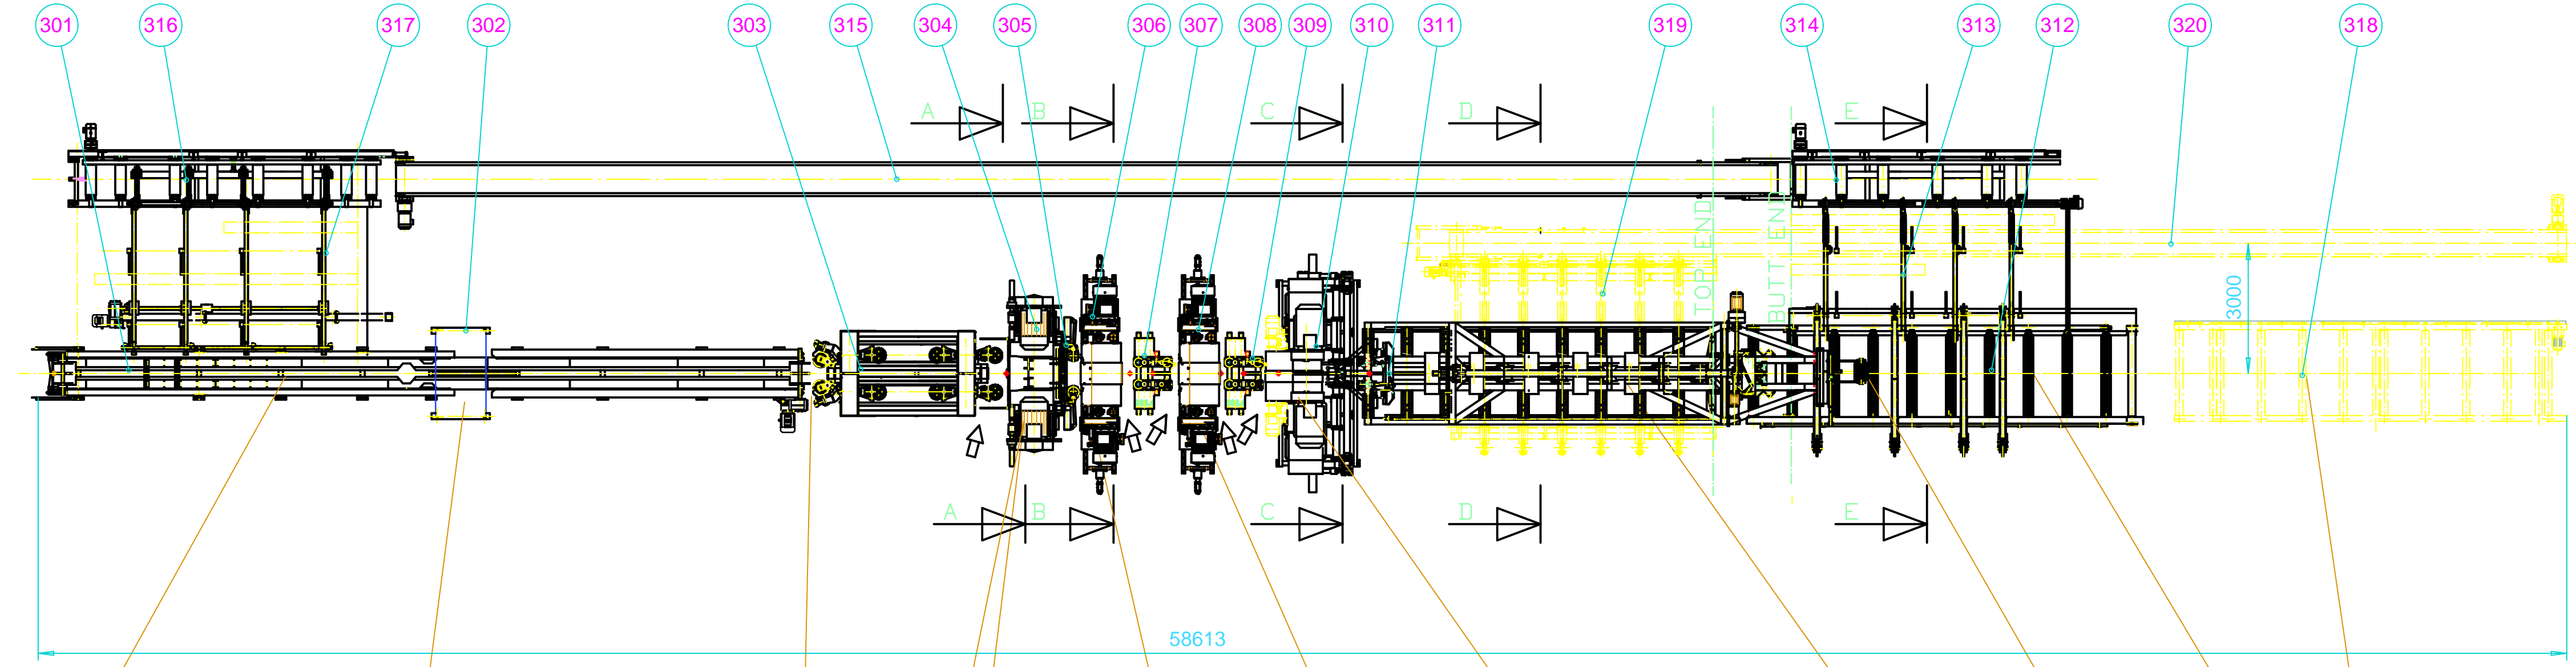 301 316 317 302 303 315 304 305 306 307 308 309 310 311 319 314 313 312 320 318
A B C D E
TOP END
BUTT END
3000
A B C D E
58613